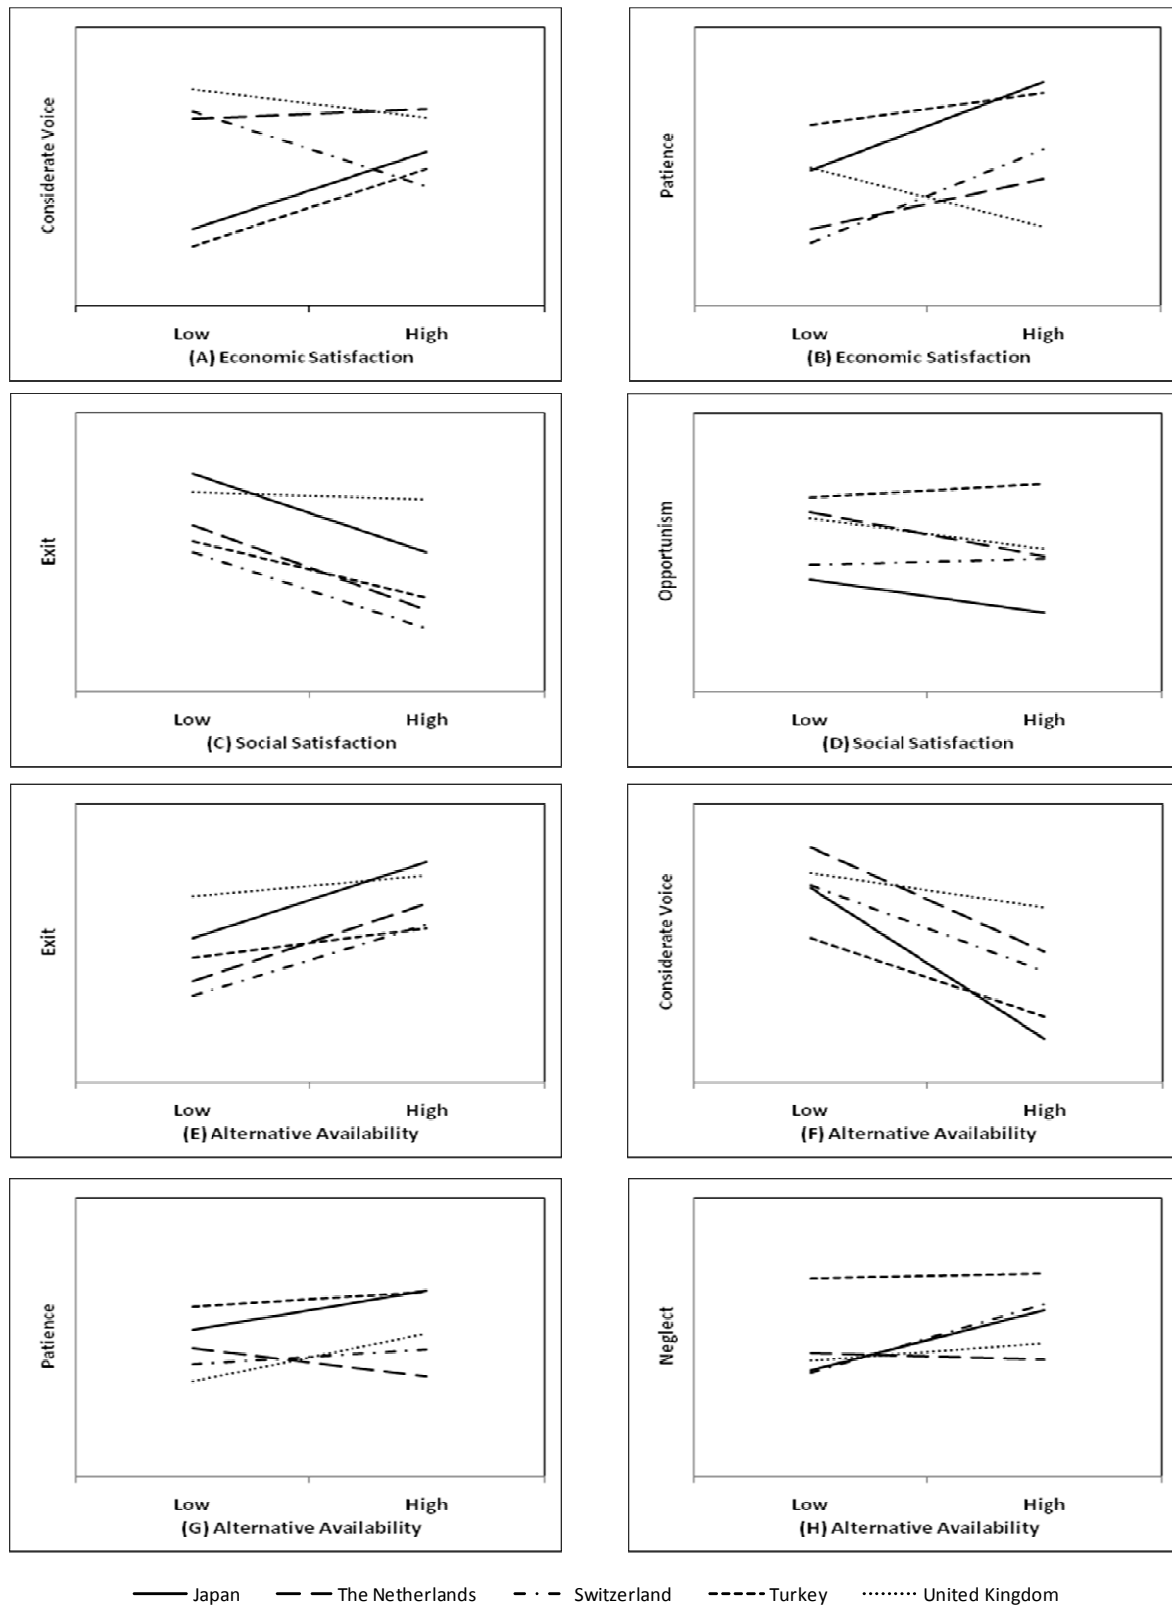 Considerate Voice
Low High
(A) Economic Satisfaction
Patience
Low High
(B) Economic Satisfaction
Exit
Low High
(C) Social Satisfaction
Opportunism
Low High
(D) Social Satisfaction
Exit
Low High
(E) Alternative Availability
Considerate Voice
Low High
(F) Alternative Availability
Patience
Low High
(G) Alternative Availability
Neglect
Low High
(H) Alternative Availability
Japan The Netherlands Switzerland Turkey United Kingdom